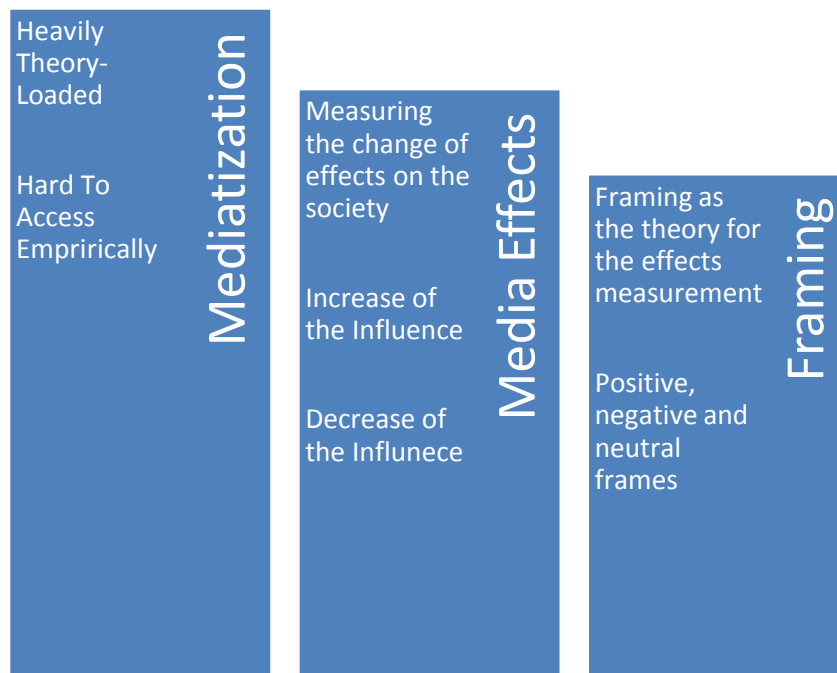 Heavily
Theory-
Loaded
Hard To
Access
Emprirically
Mediatization
Measuring
the change of
effects on the
society
Increase of
the Influence
Decrease of
the Influnece
Media Effects
Framing as
the theory for
the effects
measurement
Positive,
negative and
neutral
frames
Framing